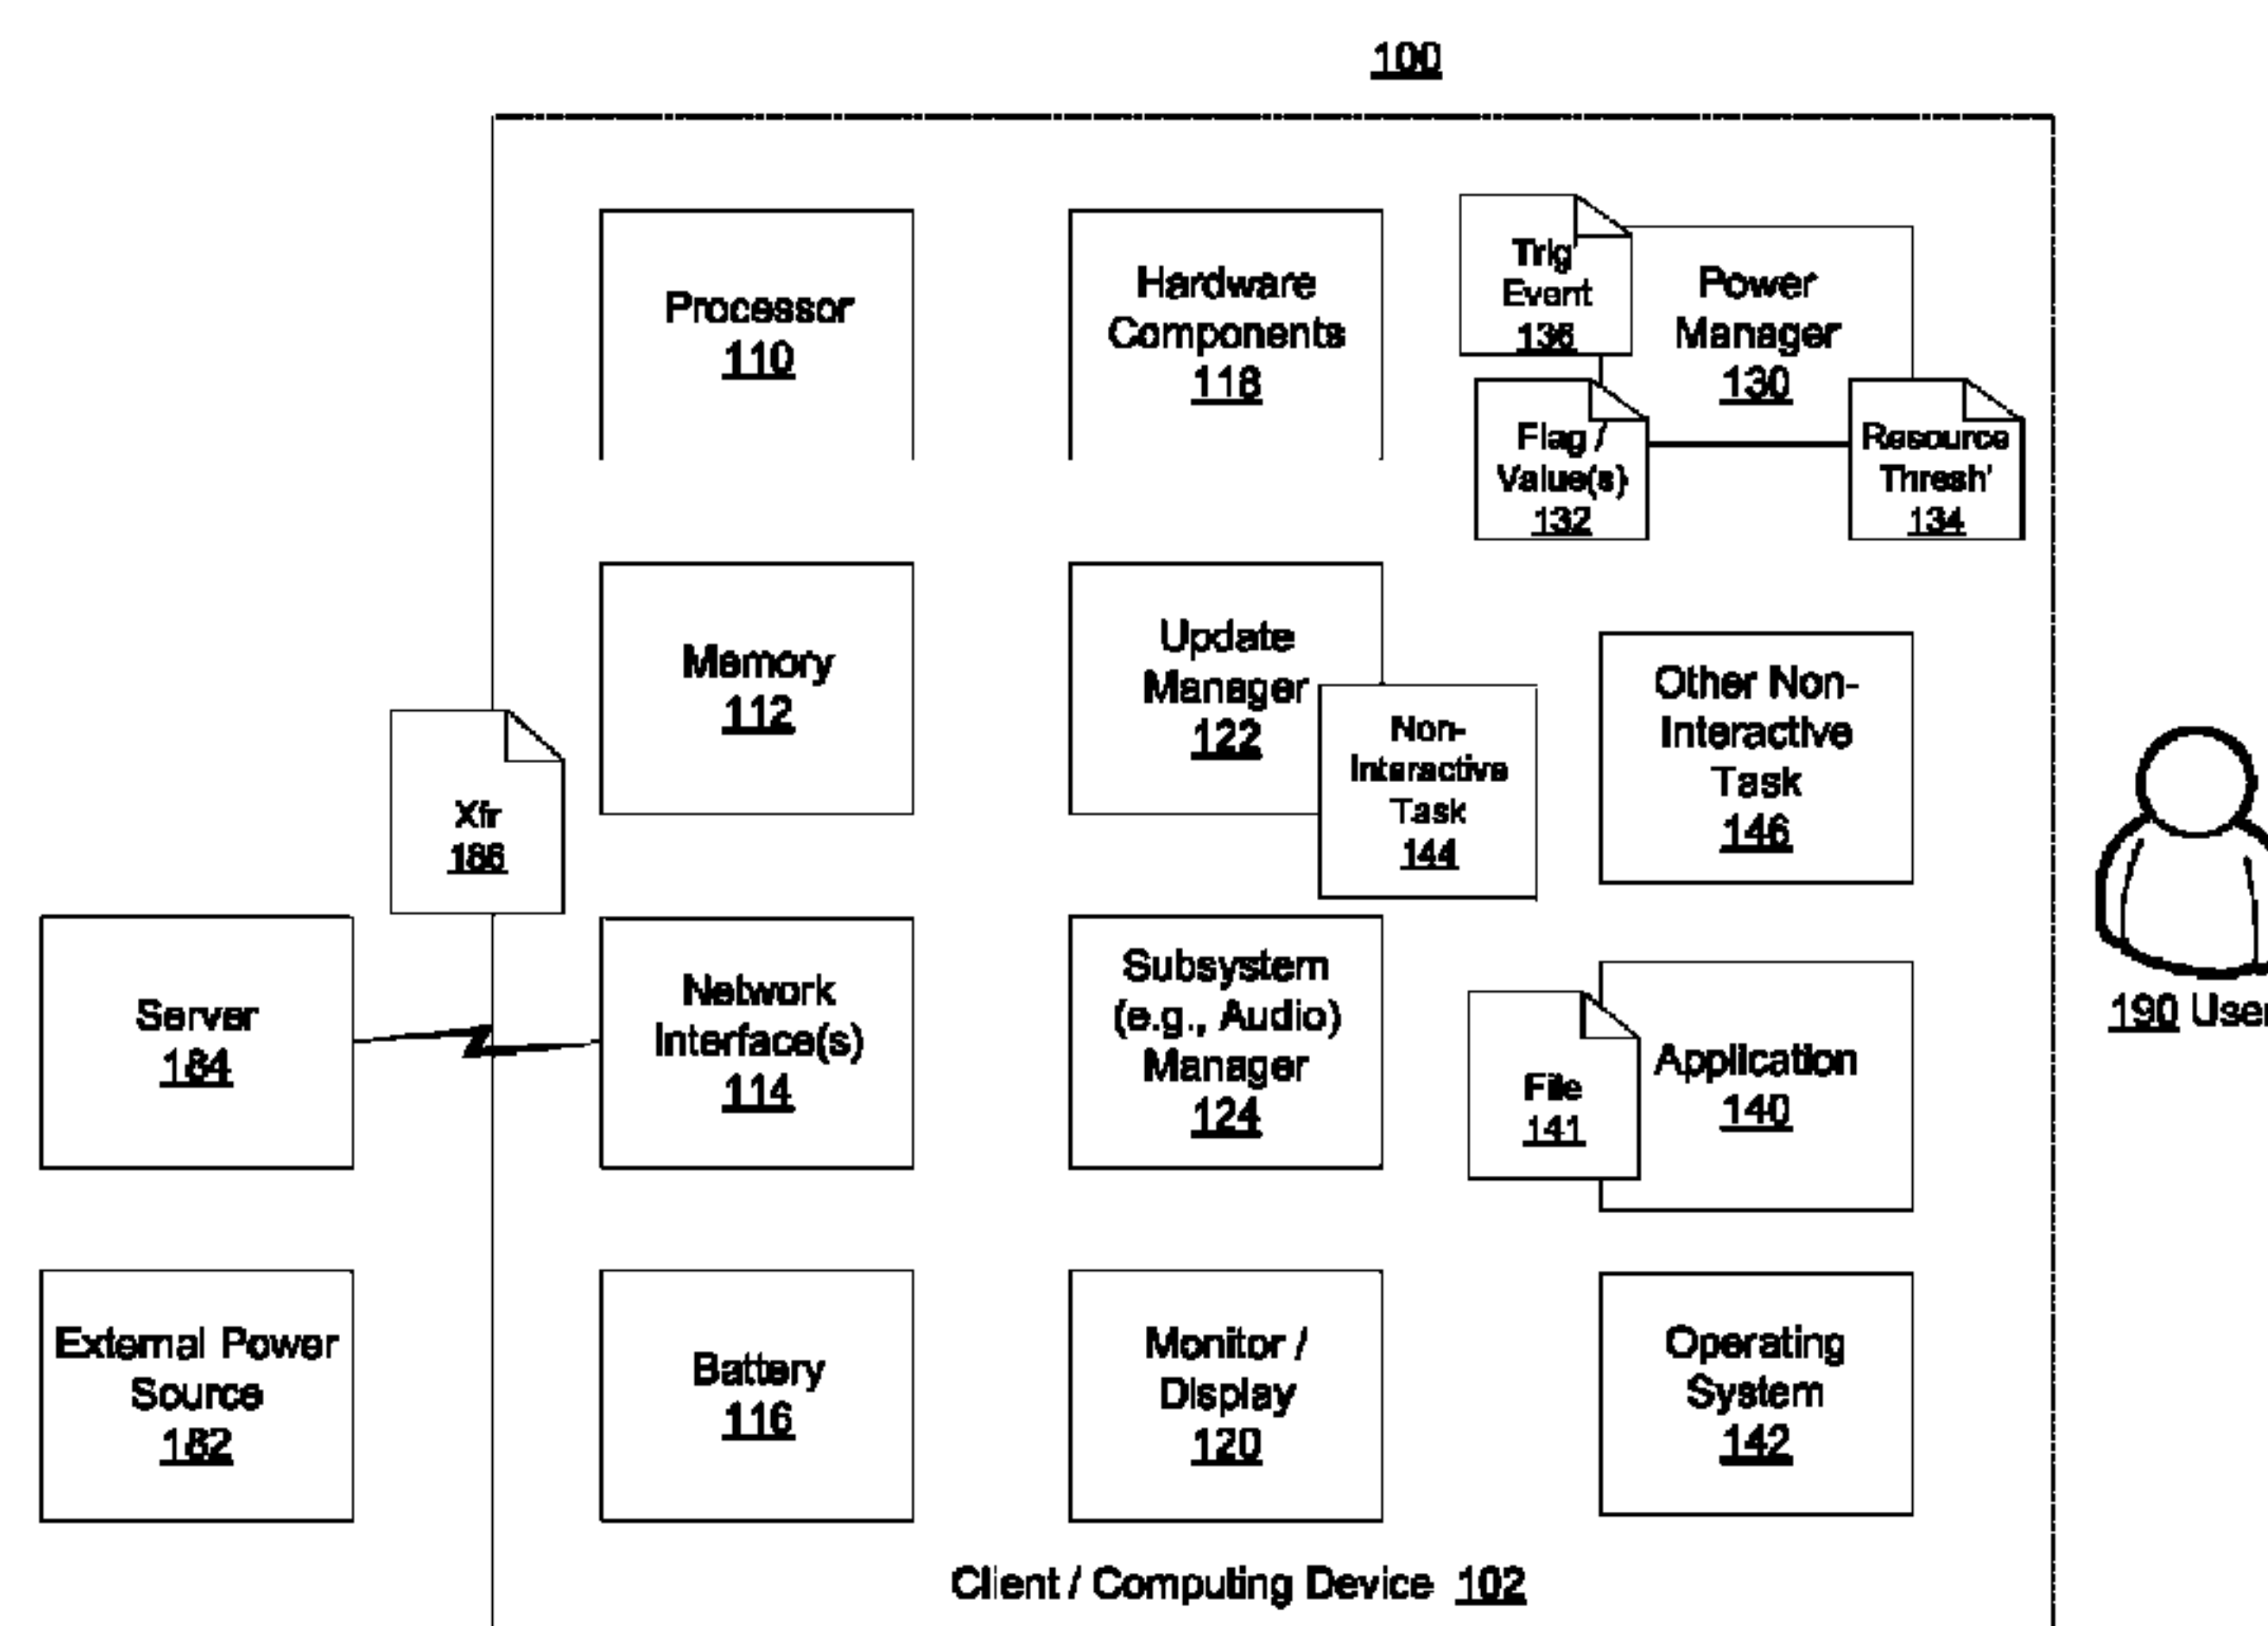 100
Processor
110
Hardware
Components
118
Trig
Event
136
Power
Manager
130
Flag /
Value(s)
132
Resource
Thresh'
134
Memory
112
Update
Manager
122
Non-
Interactive
Task
144
Other Non-
Interactive
Task
146
Xfr
186
Server
184
Network
Interface(s)
114
Subsystem
(e.g., Audio)
Manager
124
File
141
Application
140
190 User
External Power
Source
182
Battery
116
Monitor /
Display
120
Operating
System
142
Client / Computing Device 102